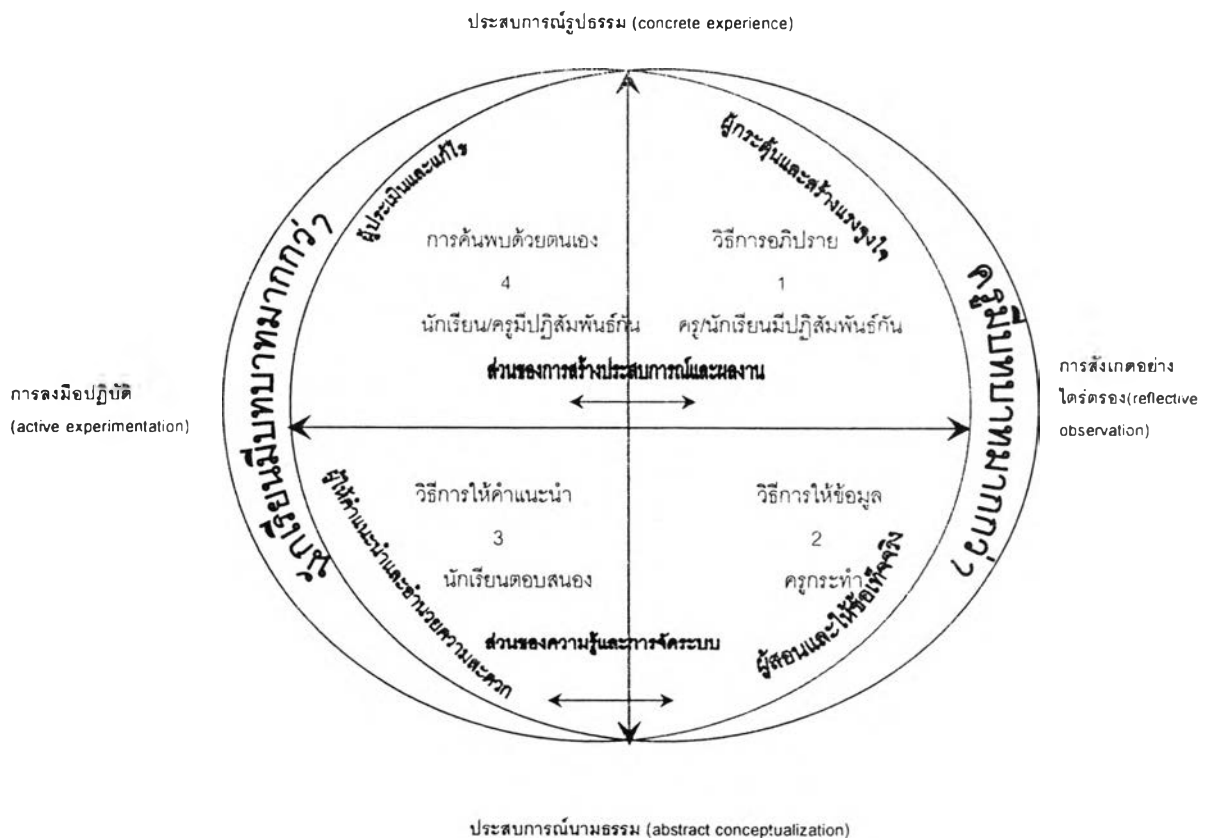 ประสบการณ์รูปธรรม (concrete experience)
ผู้ประเมินและแก้ไข
ผู้กระตุ้นและสร้างแรงจูงใจ
นักเรียนมีบทบาทมากกว่า
ครูมีบทบาทมากกว่า
การค้นพบด้วยตนเอง
4
นักเรียน/ครูมีปฏิสัมพันธ์กัน
วิธีการอภิปราย
1
ครู/นักเรียนมีปฏิสัมพันธ์กัน
ส่วนของการสร้างประสบการณ์และผลงาน
การลงมือปฏิบัติ
(active experimentation)
การสังเกตอย่าง
ไตร่ตรอง(reflective
observation)
วิธีการให้คำแนะนำ
3
นักเรียนตอบสนอง
วิธีการให้ข้อมูล
2
ครูกระทำ
ผู้ให้คำแนะนำและอำนวยความสะดวก
ผู้สอนและให้ข้อเท็จจริง
ส่วนของความรู้และการจัดระบบ
ประสบการณ์นามธรรม (abstract conceptualization)